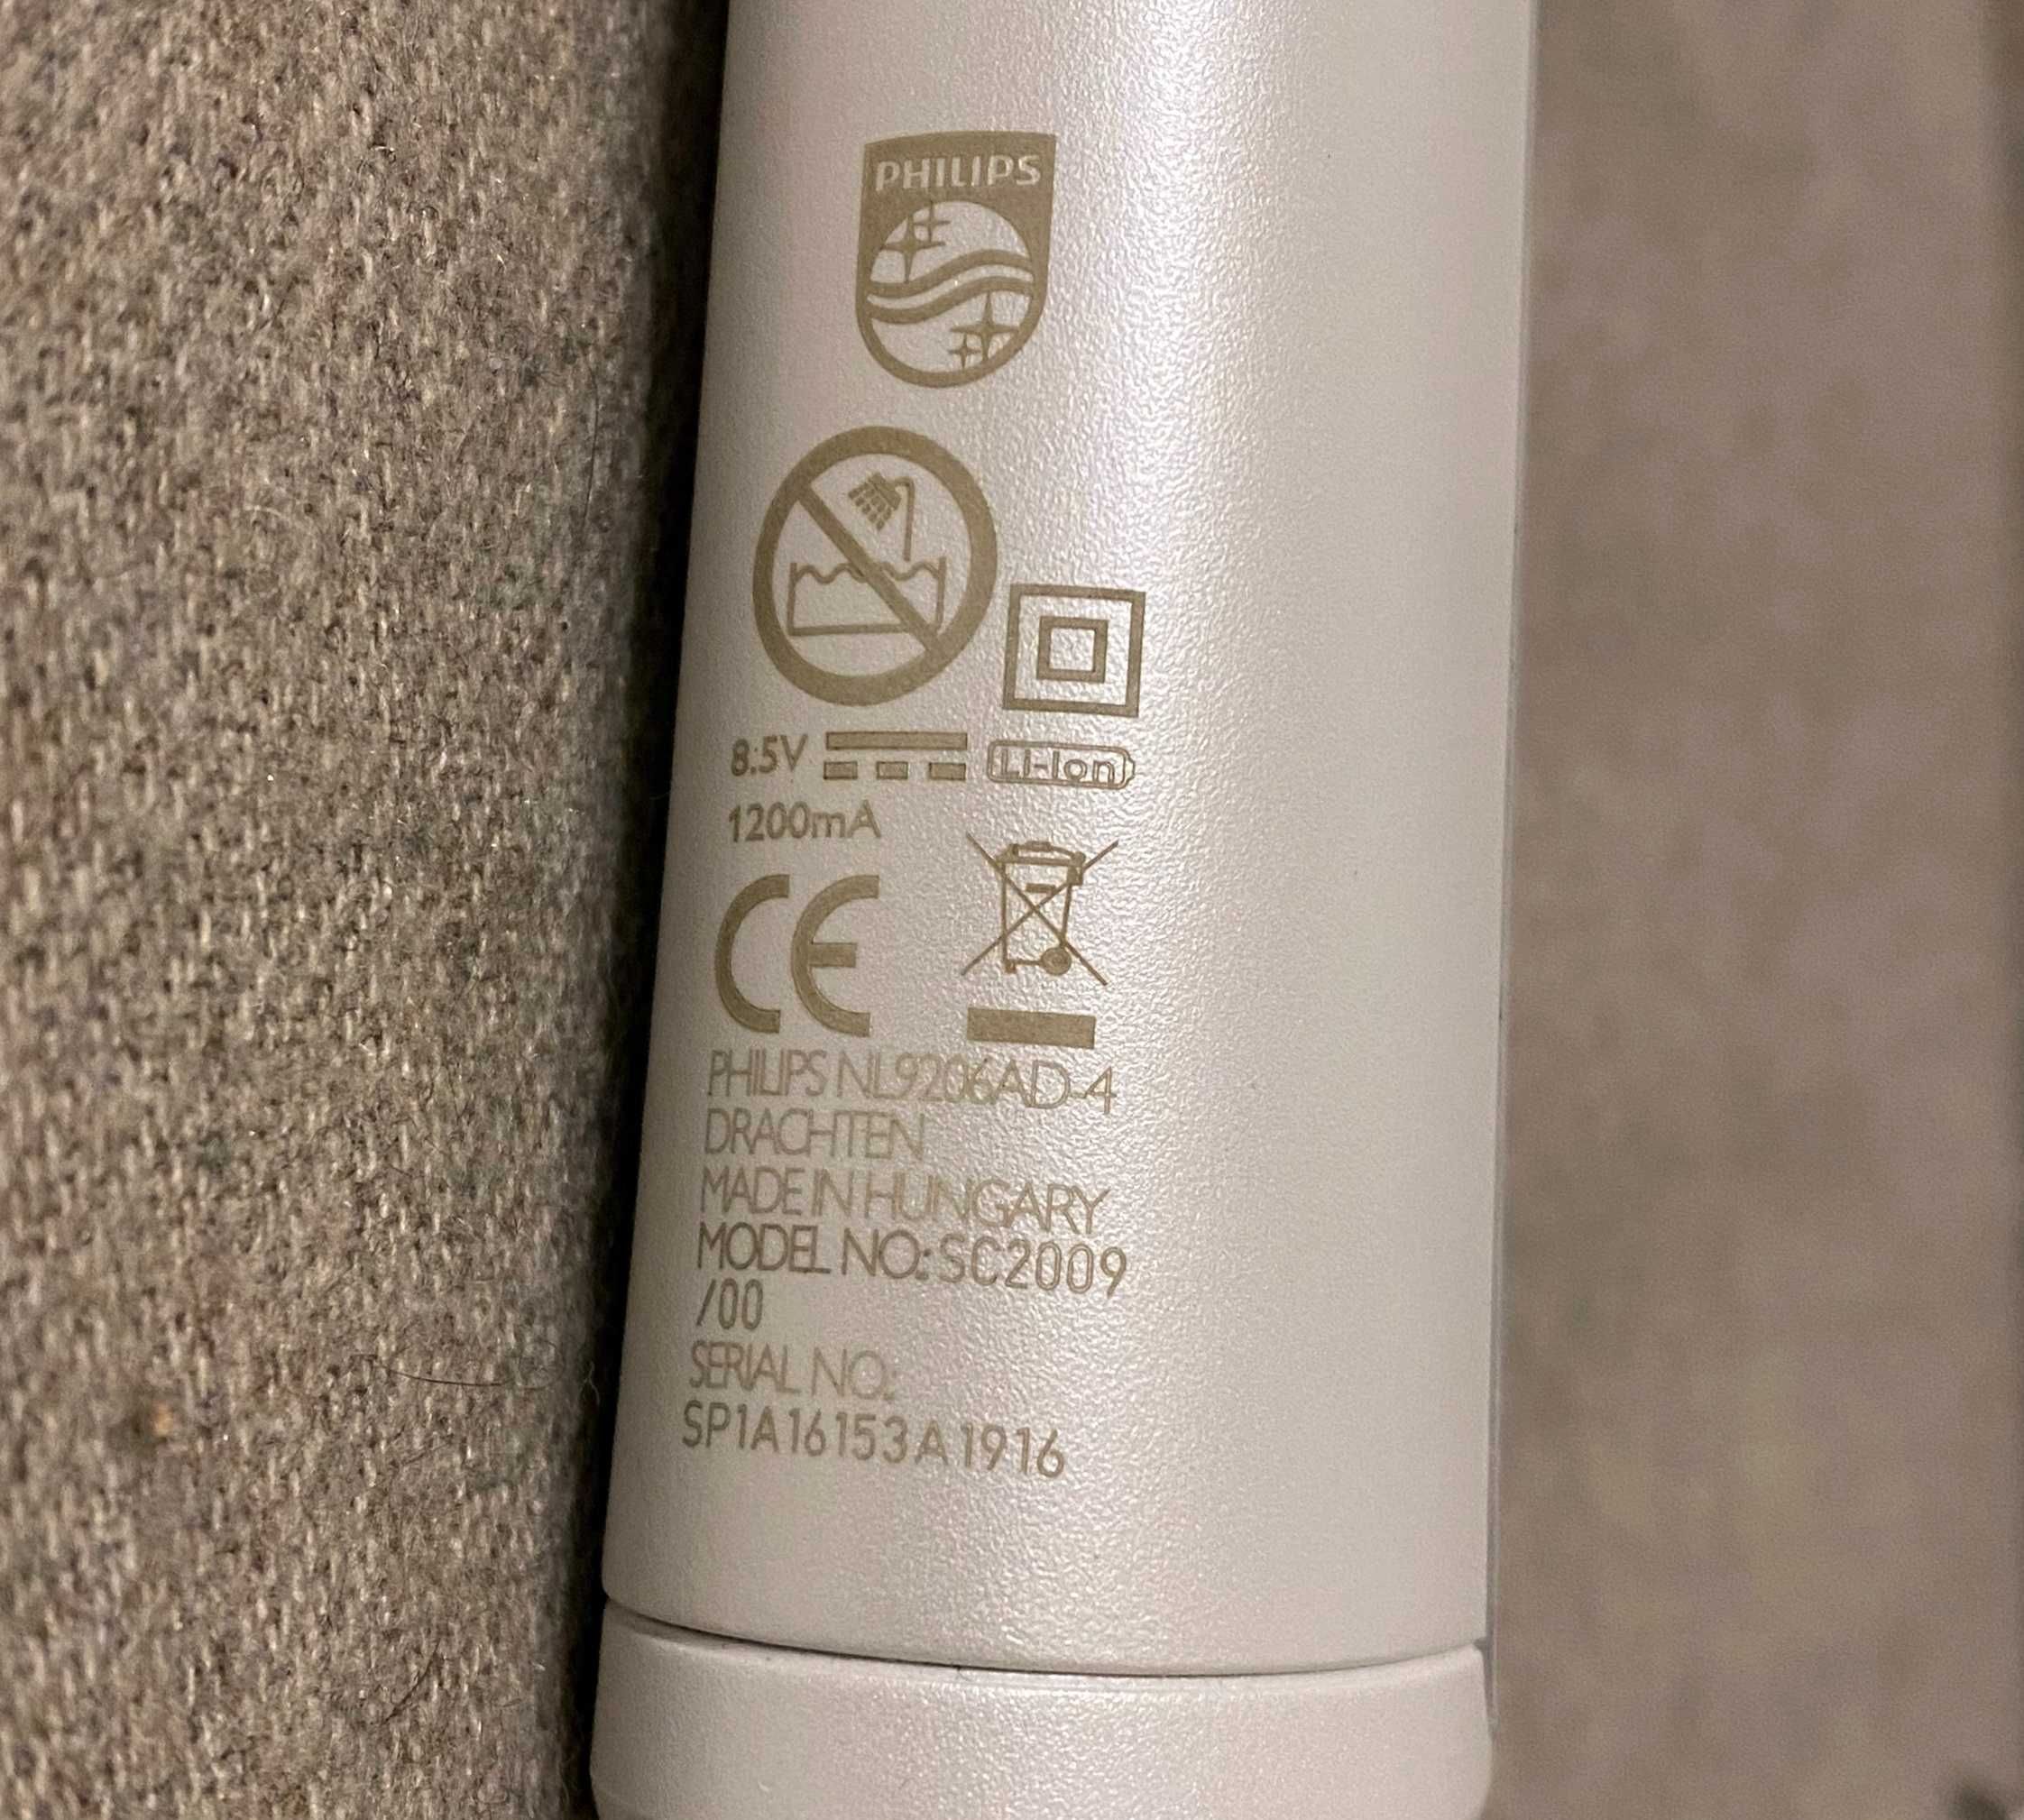 PHILIPS
8.5V
Li-Ion
1200mA
CE
PHILIPS NL9206AD-4
DRACHTEN
MADE IN HUNGARY
MODEL NO.: SC2009
/00
SERIAL NO.:
SP1A16153A1916